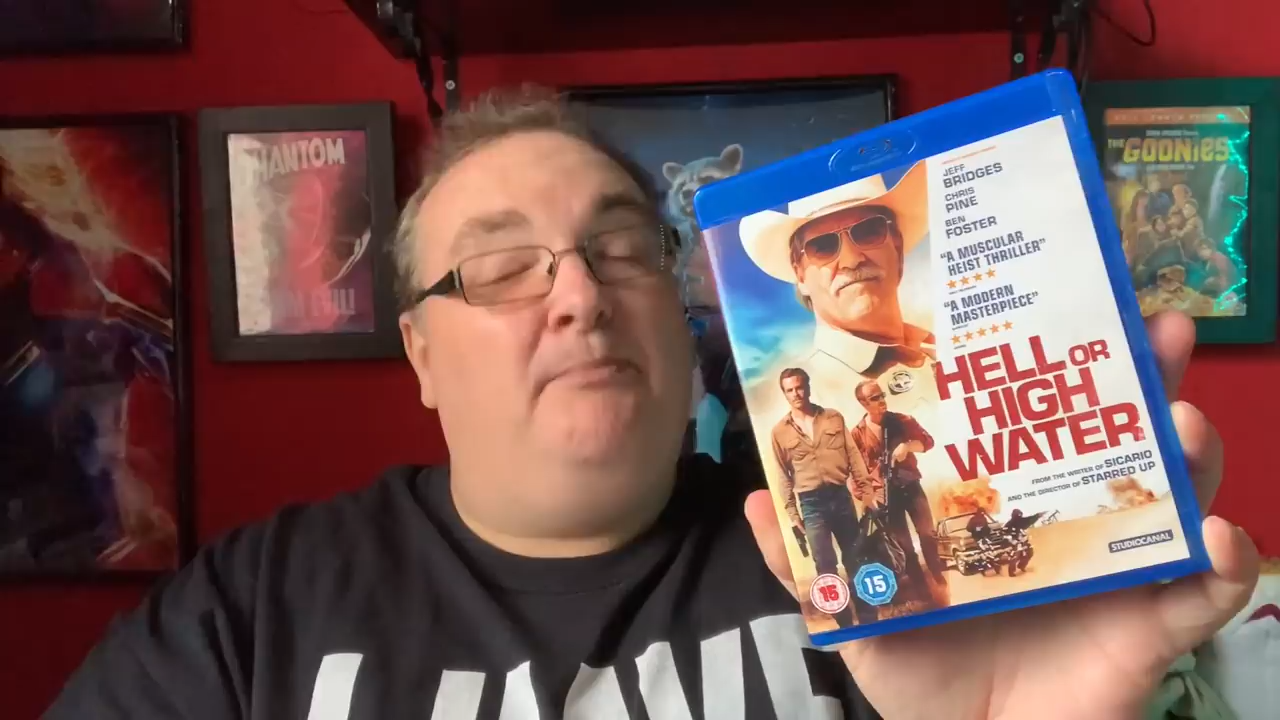 PHANTOM
THE
GOONIES
JEFF
BRIDGES
CHRIS
PINE
BEN
FOSTER
"A MUSCULAR
HEIST THRILLER"
"A MODERN
MASTERPIECE"
HELL OR
HIGH
WATER
FROM THE WRITER OF SICARIO
AND THE DIRECTOR OF STARRED UP
STUDIOCANAL
15
15